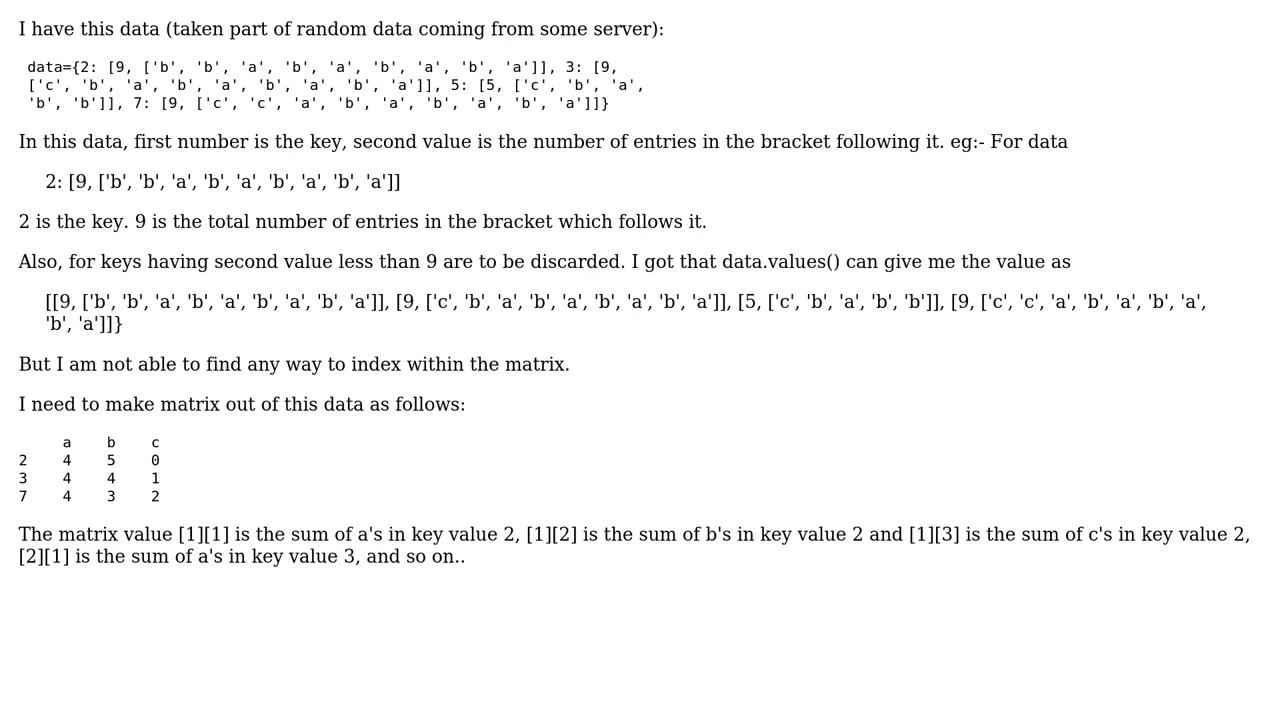 I have this data (taken part of random data coming from some server):
data={2: [9, ['b', 'b', 'a', 'b', 'a', 'b', 'a', 'b', 'a']], 3: [9,
['c', 'b', 'a', 'b', 'a', 'b', 'a', 'b', 'a']], 5: [5, ['c', 'b', 'a',
'b', 'b']], 7: [9, ['c', 'c', 'a', 'b', 'a', 'b', 'a', 'b', 'a']]}
In this data, first number is the key, second value is the number of entries in the bracket following it. eg:- For data
2: [9, ['b', 'b', 'a', 'b', 'a', 'b', 'a', 'b', 'a']]
2 is the key. 9 is the total number of entries in the bracket which follows it.
Also, for keys having second value less than 9 are to be discarded. I got that data.values() can give me the value as
[[9, ['b', 'b', 'a', 'b', 'a', 'b', 'a', 'b', 'a']], [9, ['c', 'b', 'a', 'b', 'a', 'b', 'a', 'b', 'a']], [5, ['c', 'b', 'a', 'b', 'b']], [9, ['c', 'c', 'a', 'b', 'a', 'b', 'a',
'b', 'a']]}
But I am not able to find any way to index within the matrix.
I need to make matrix out of this data as follows:
a b c
2 4 5 0
3 4 4 1
7 4 3 2
The matrix value [1][1] is the sum of a's in key value 2, [1][2] is the sum of b's in key value 2 and [1][3] is the sum of c's in key value 2,
[2][1] is the sum of a's in key value 3, and so on..